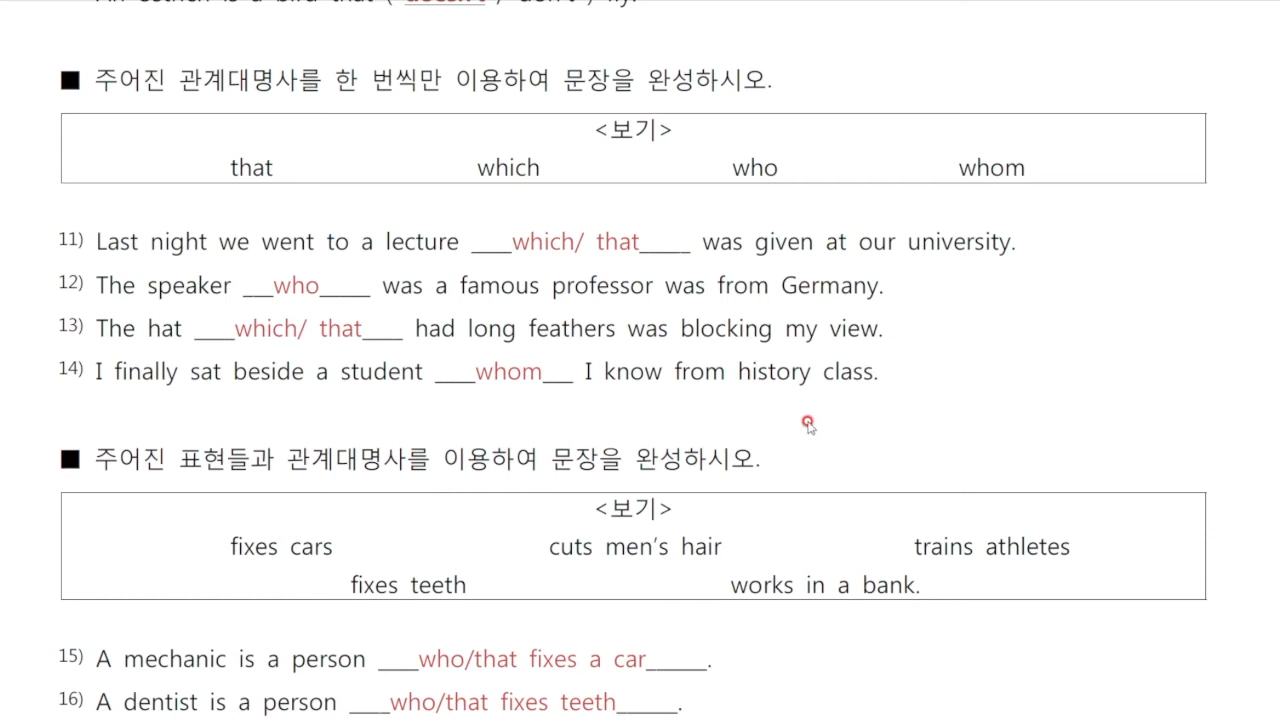 ■ 주어진 관계대명사를 한 번씩만 이용하여 문장을 완성하시오.
<보기>
that which who whom
11) Last night we went to a lecture ____which/ that_____ was given at our university.
12) The speaker ___who_____ was a famous professor was from Germany.
13) The hat ____which/ that____ had long feathers was blocking my view.
14) I finally sat beside a student ____whom___ I know from history class.
■ 주어진 표현들과 관계대명사를 이용하여 문장을 완성하시오.
<보기>
fixes cars cuts men's hair trains athletes
fixes teeth works in a bank.
15) A mechanic is a person ____who/that fixes a car______.
16) A dentist is a person ____who/that fixes teeth______.